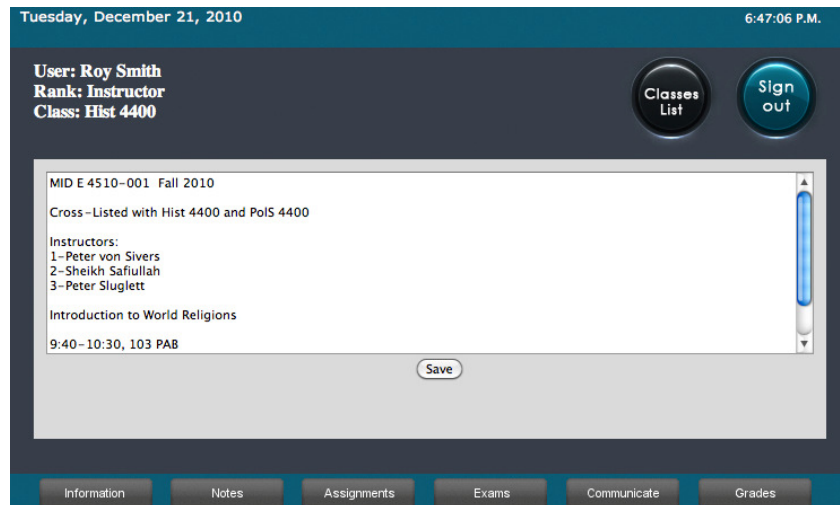 Tuesday, December 21, 2010
6:47:06 P.M.
User: Roy Smith
Rank: Instructor
Class: Hist 4400
Classes
List
Sign
out
MID E 4510-001 Fall 2010
Cross-Listed with Hist 4400 and PolS 4400
Instructors:
1-Peter von Sivers
2-Sheikh Safiullah
3-Peter Sluglett
Introduction to World Religions
9:40-10:30, 103 PAB
Save
Information
Notes
Assignments
Exams
Communicate
Grades